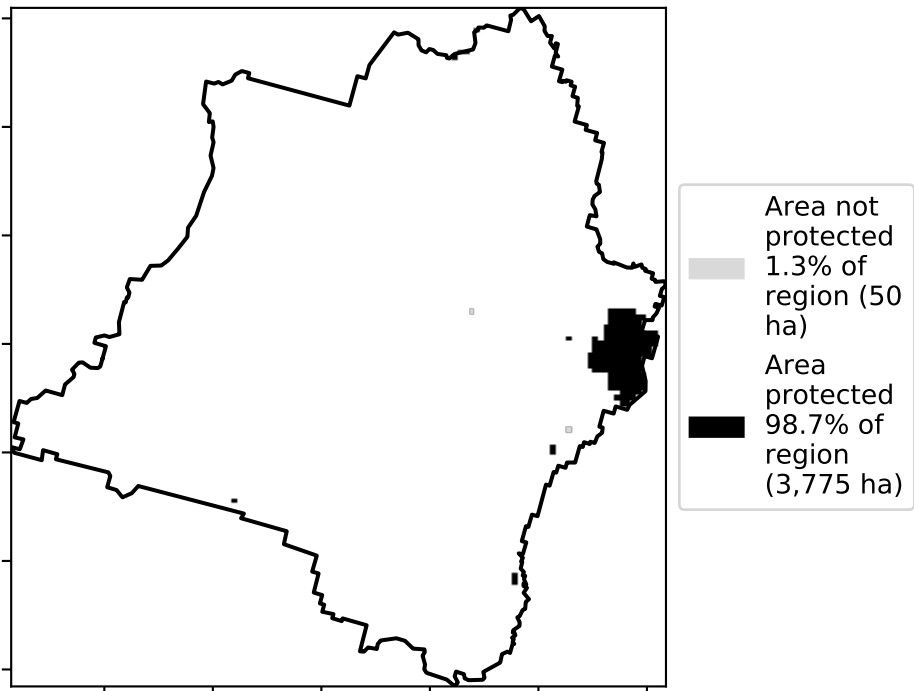 Area not
protected
1.3% of
region (50
ha)
Area
protected
98.7% of
region
(3,775 ha)